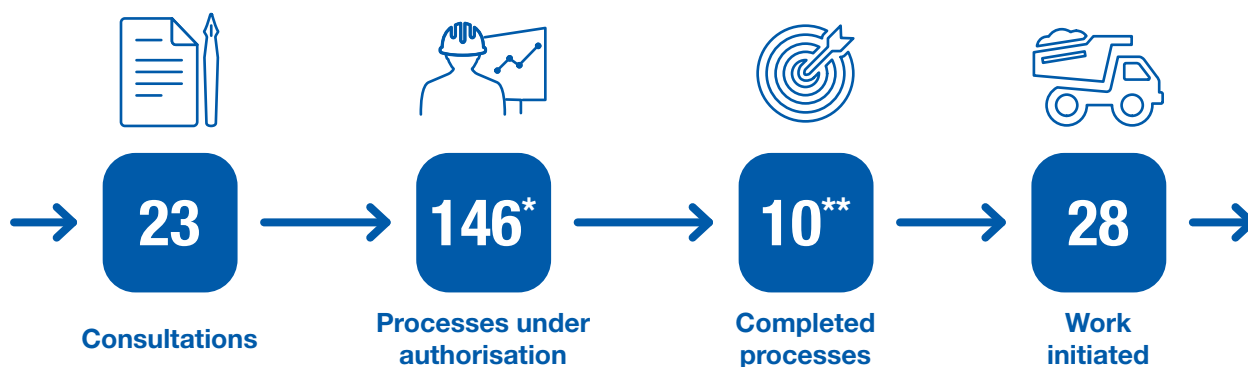 23
146*
10**
28
Consultations
Processes under
authorisation
Completed
processes
Work
initiated